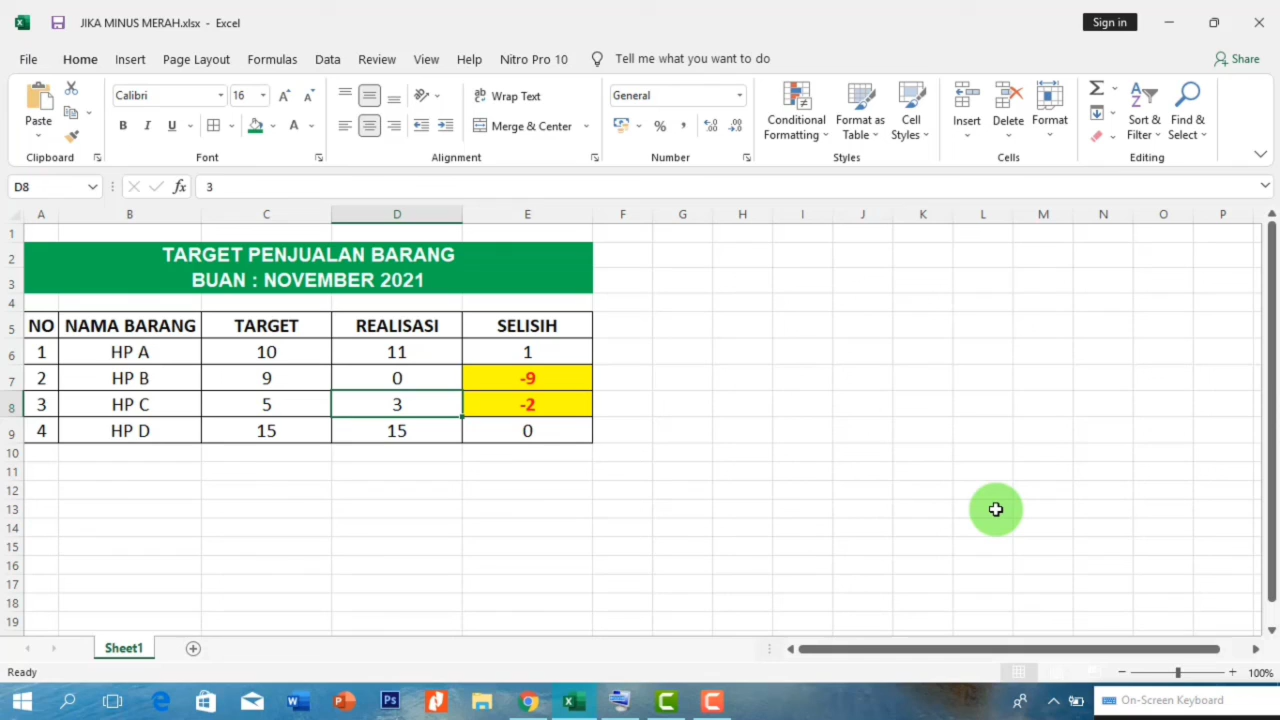 JIKA MINUS MERAH.xlsx - Excel
Sign in
File Home Insert Page Layout Formulas Data Review View Help Nitro Pro 10 Tell me what you want to do
Share
Calibri 16 Wrap Text General
Paste B I U A Merge & Center % , Conditional Formatting Format as Table Cell Styles Insert Delete Format Sort & Filter Find & Select
Clipboard Font Alignment Number Styles Cells Editing
D8 fx 3
A B C D E F G H I J K L M N O P
1
2 TARGET PENJUALAN BARANG
3 BUAN : NOVEMBER 2021
4
5 NO NAMA BARANG TARGET REALISASI SELISIH
6 1 HP A 10 11 1
7 2 HP B 9 0 -9
8 3 HP C 5 3 -2
9 4 HP D 15 15 0
10
11
12
13
14
15
16
17
18
19
Sheet1
Ready 100%
On-Screen Keyboard